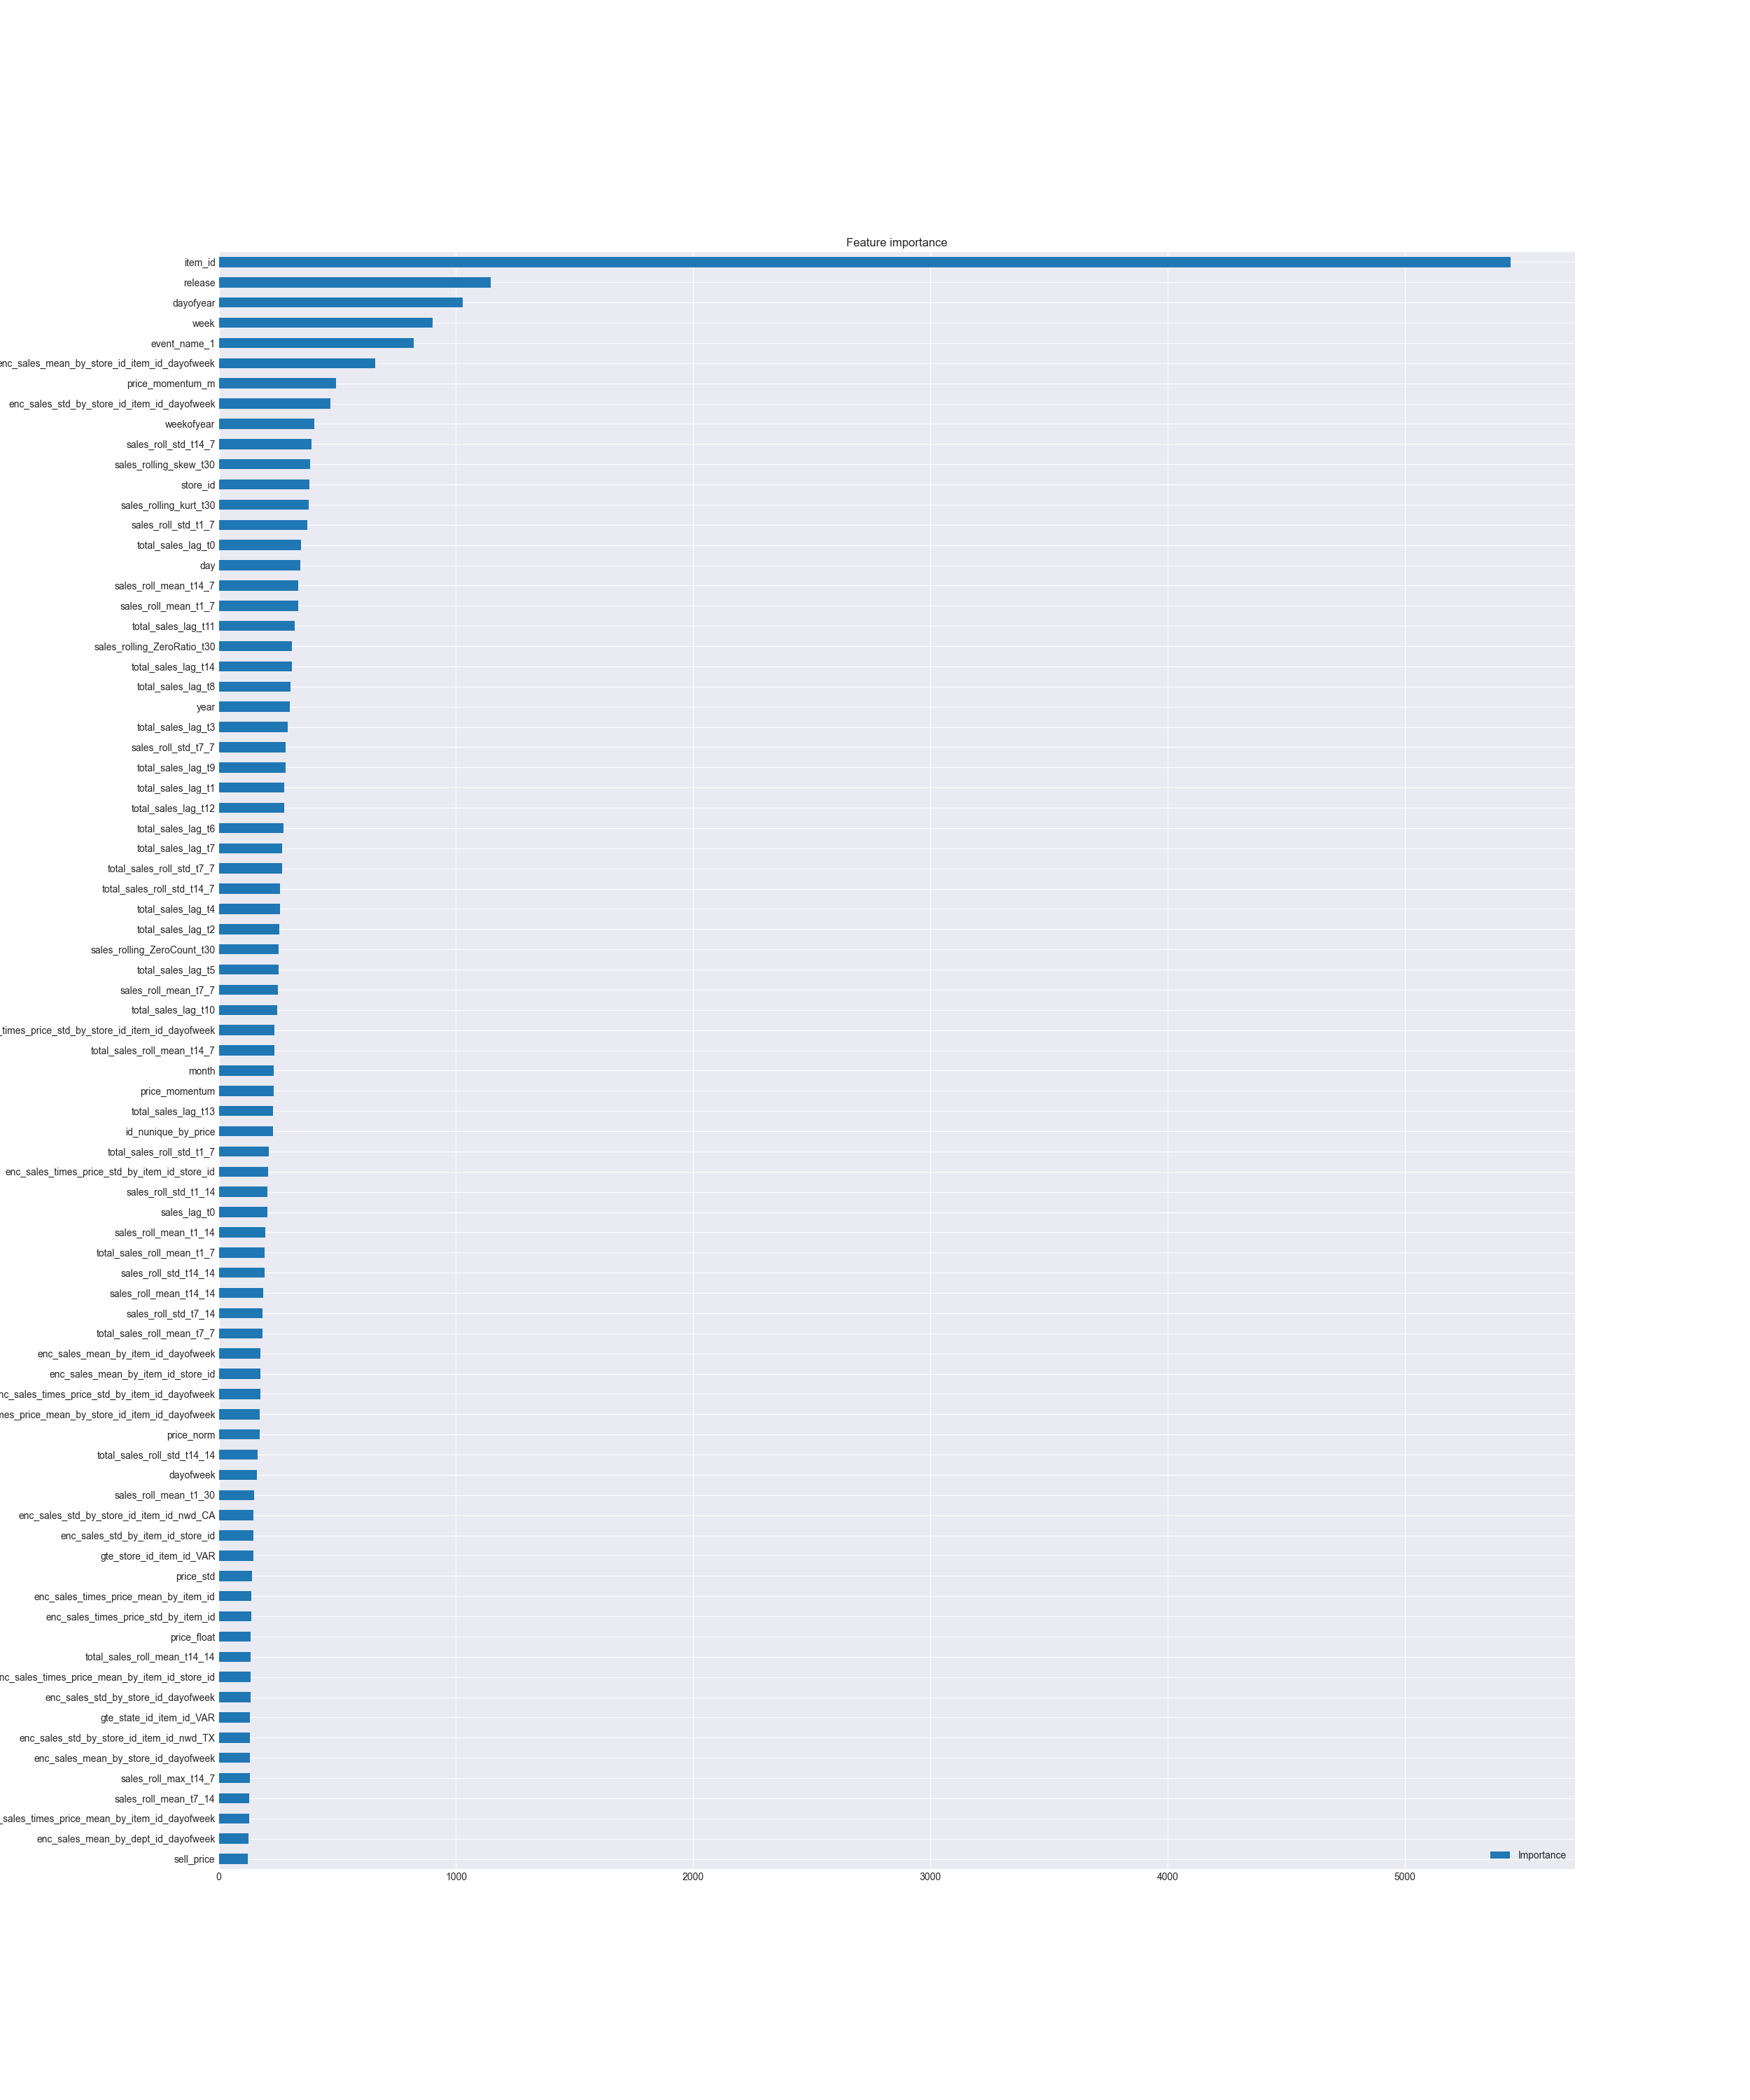 Feature importance
item_id
release
dayofyear
week
event_name_1
enc_sales_mean_by_store_id_item_id_dayofweek
price_momentum_m
enc_sales_std_by_store_id_item_id_dayofweek
weekofyear
sales_roll_std_t14_7
sales_rolling_skew_t30
store_id
sales_rolling_kurt_t30
sales_roll_std_t1_7
total_sales_lag_t0
day
sales_roll_mean_t14_7
sales_roll_mean_t1_7
total_sales_lag_t11
sales_rolling_ZeroRatio_t30
total_sales_lag_t14
total_sales_lag_t8
year
total_sales_lag_t3
sales_roll_std_t7_7
total_sales_lag_t9
total_sales_lag_t1
total_sales_lag_t12
total_sales_lag_t6
total_sales_lag_t7
total_sales_roll_std_t7_7
total_sales_roll_std_t14_7
total_sales_lag_t4
total_sales_lag_t2
sales_rolling_ZeroCount_t30
total_sales_lag_t5
sales_roll_mean_t7_7
total_sales_lag_t10
_times_price_std_by_store_id_item_id_dayofweek
total_sales_roll_mean_t14_7
month
price_momentum
total_sales_lag_t13
id_nunique_by_price
total_sales_roll_std_t1_7
enc_sales_times_price_std_by_item_id_store_id
sales_roll_std_t1_14
sales_lag_t0
sales_roll_mean_t1_14
total_sales_roll_mean_t1_7
sales_roll_std_t14_14
sales_roll_mean_t14_14
sales_roll_std_t7_14
total_sales_roll_mean_t7_7
enc_sales_mean_by_item_id_dayofweek
enc_sales_mean_by_item_id_store_id
nc_sales_times_price_std_by_item_id_dayofweek
mes_price_mean_by_store_id_item_id_dayofweek
price_norm
total_sales_roll_std_t14_14
dayofweek
sales_roll_mean_t1_30
enc_sales_std_by_store_id_item_id_nwd_CA
enc_sales_std_by_item_id_store_id
gte_store_id_item_id_VAR
price_std
enc_sales_times_price_mean_by_item_id
enc_sales_times_price_std_by_item_id
price_float
total_sales_roll_mean_t14_14
nc_sales_times_price_mean_by_item_id_store_id
enc_sales_std_by_store_id_dayofweek
gte_state_id_item_id_VAR
enc_sales_std_by_store_id_item_id_nwd_TX
enc_sales_mean_by_store_id_dayofweek
sales_roll_max_t14_7
sales_roll_mean_t7_14
_sales_times_price_mean_by_item_id_dayofweek
enc_sales_mean_by_dept_id_dayofweek
sell_price
Importance
0 1000 2000 3000 4000 5000